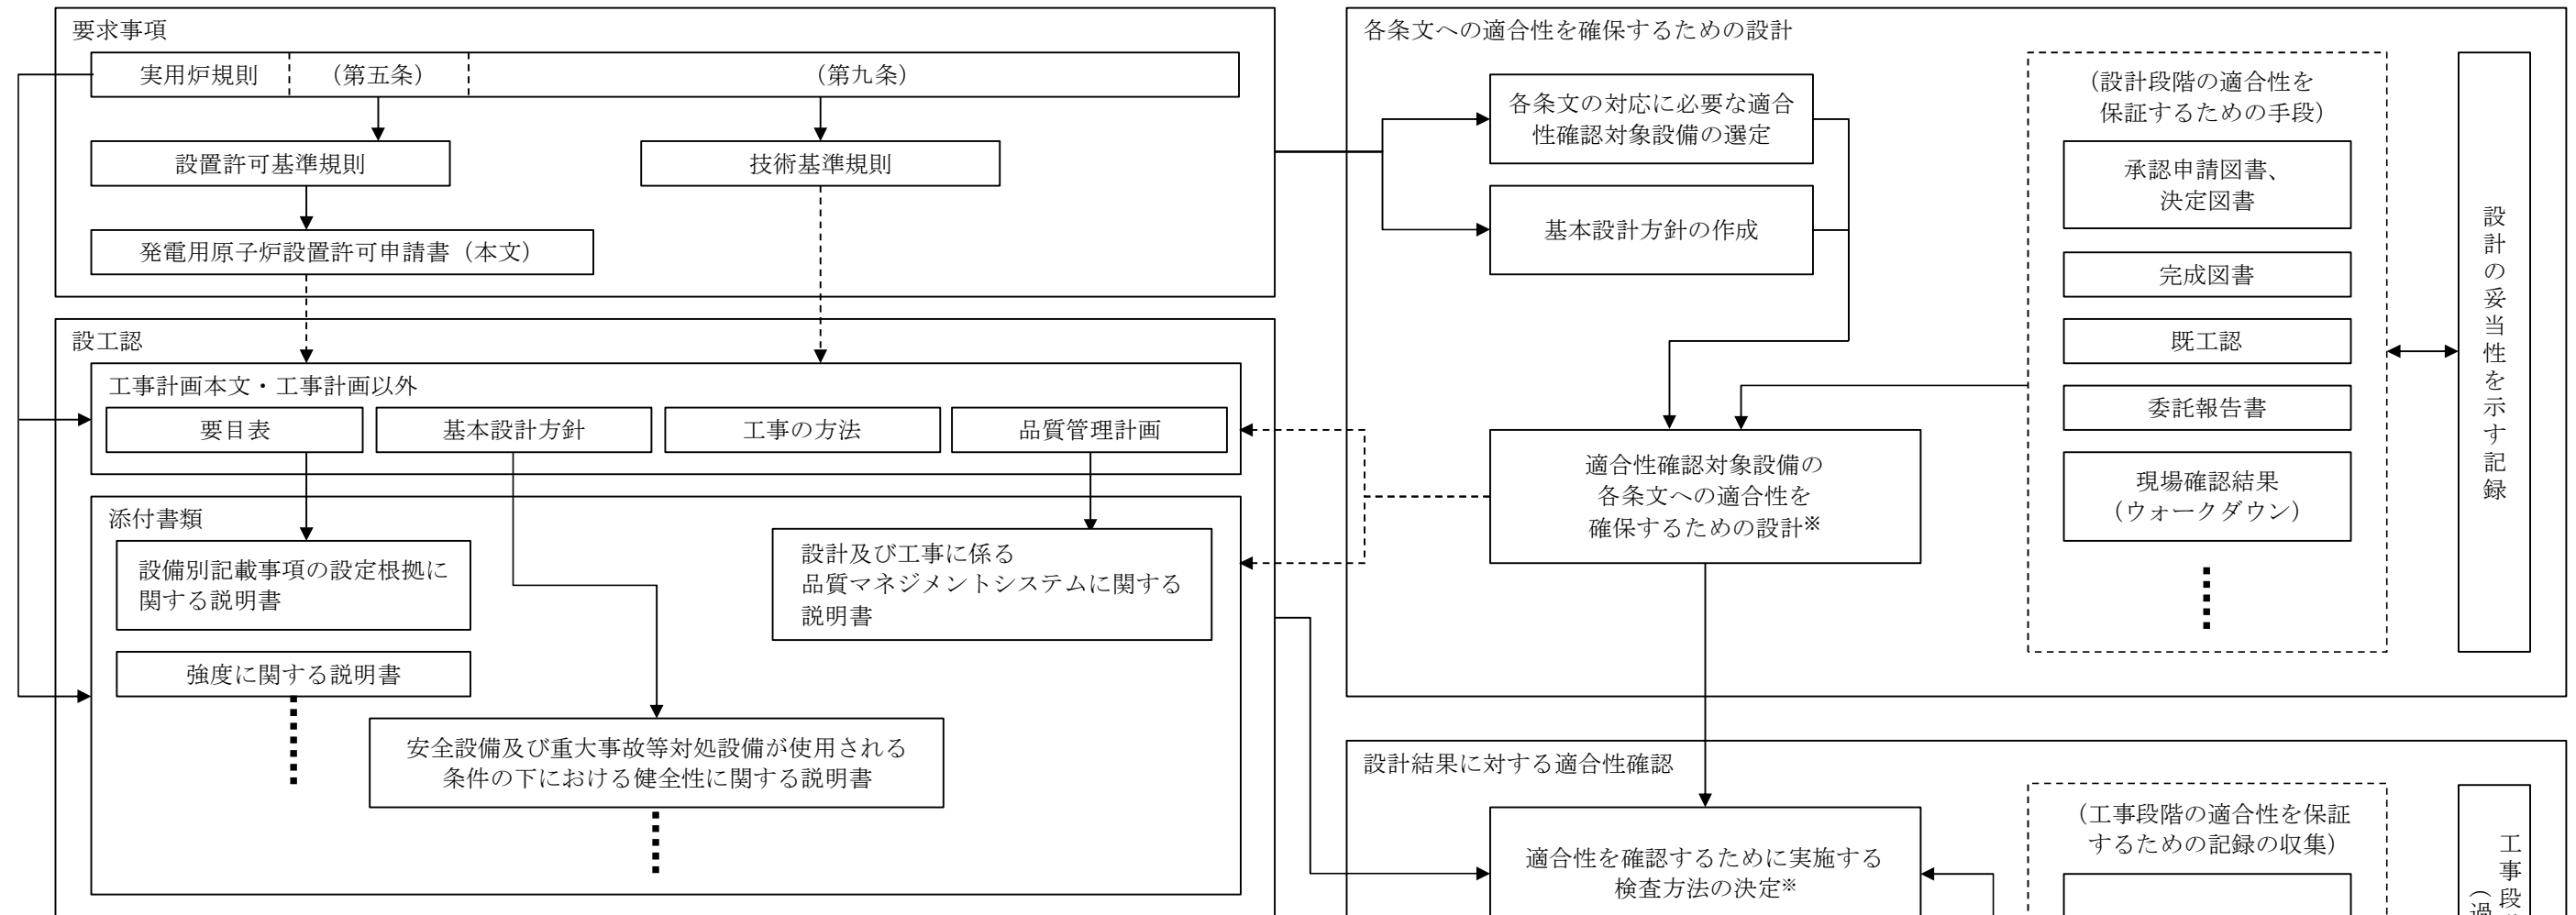 要求事項
実用炉規則
(第五条)
(第九条)
設置許可基準規則
技術基準規則
発電用原子炉設置許可申請書（本文）
設工認
工事計画本文・工事計画以外
要目表
基本設計方針
工事の方法
品質管理計画
添付書類
設備別記載事項の設定根拠に
関する説明書
設計及び工事に係る
品質マネジメントシステムに関する
説明書
強度に関する説明書
安全設備及び重大事故等対処設備が使用される
条件の下における健全性に関する説明書
各条文への適合性を確保するための設計
各条文の対応に必要な適合
性確認対象設備の選定
基本設計方針の作成
適合性確認対象設備の
各条文への適合性を
確保するための設計※
（設計段階の適合性を
保証するための手段）
承認申請図書、
決定図書
完成図書
既工認
委託報告書
現場確認結果
（ウォークダウン）
設計の妥当性を示す記録
設計結果に対する適合性確認
適合性を確認するために実施する
検査方法の決定※
（工事段階の適合性を保証
するための記録の収集）
工事段
（過